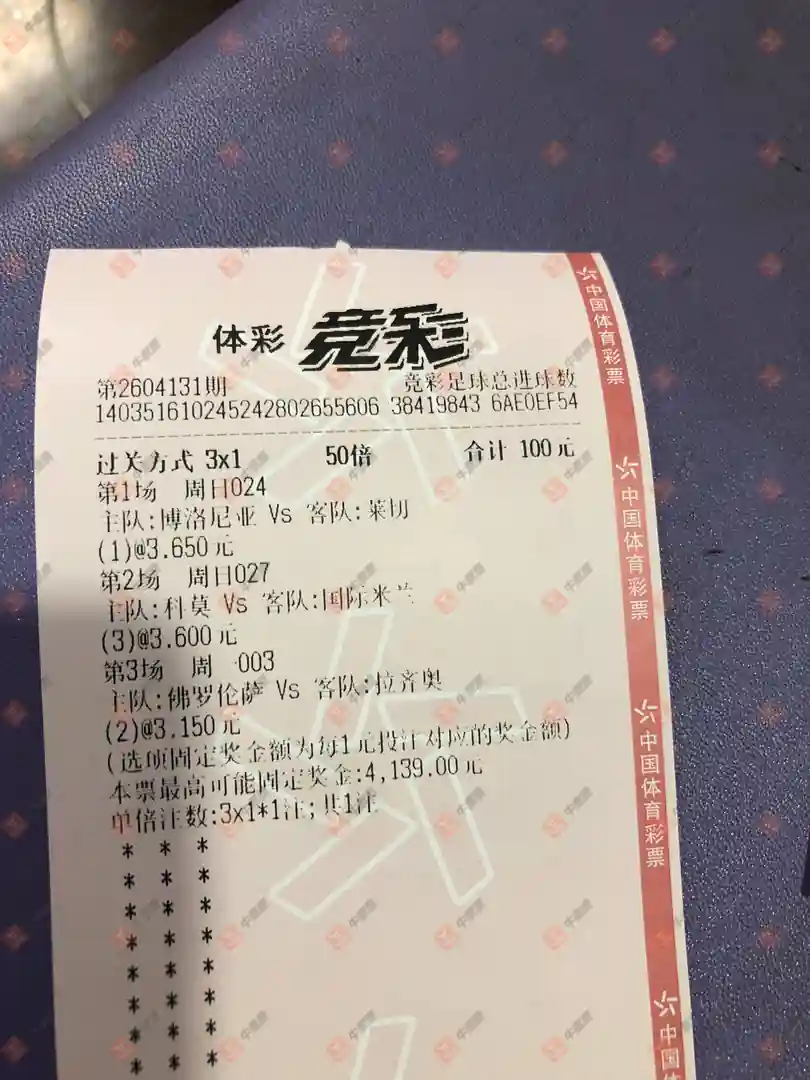 体彩 竞彩
第2604131期 竞彩足球总进球数
140351610245242802655606 38419843 6AE0EF54
过关方式 3x1 50倍 合计 100元
第1场 周日024
主队:博洛尼亚 Vs 客队:莱切
(1)@3.650元
第2场 周日027
主队:科莫 Vs 客队:国际米兰
(3)@3.600元
第3场 周一003
主队:佛罗伦萨 Vs 客队:拉齐奥
(2)@3.150元
(选项固定奖金额为每1元投注对应的奖金额)
本票最高可能固定奖金:4,139.00元
单倍注数:3x1*1注; 共1注
* * *
* * *
* * *
* * *
* * *
* * *
* * *
* * *
中国体育彩票
中国体育彩票
中国体育彩票
中国体